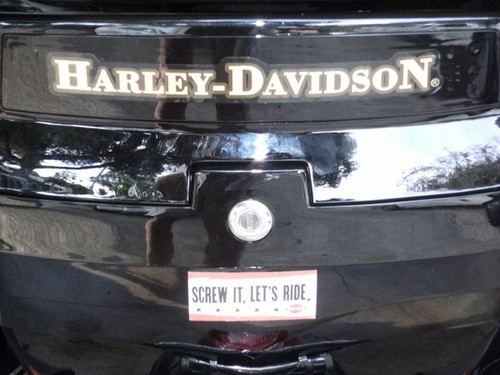 HARLEY-DAVIDSON®
SCREW IT, LET'S RIDE.